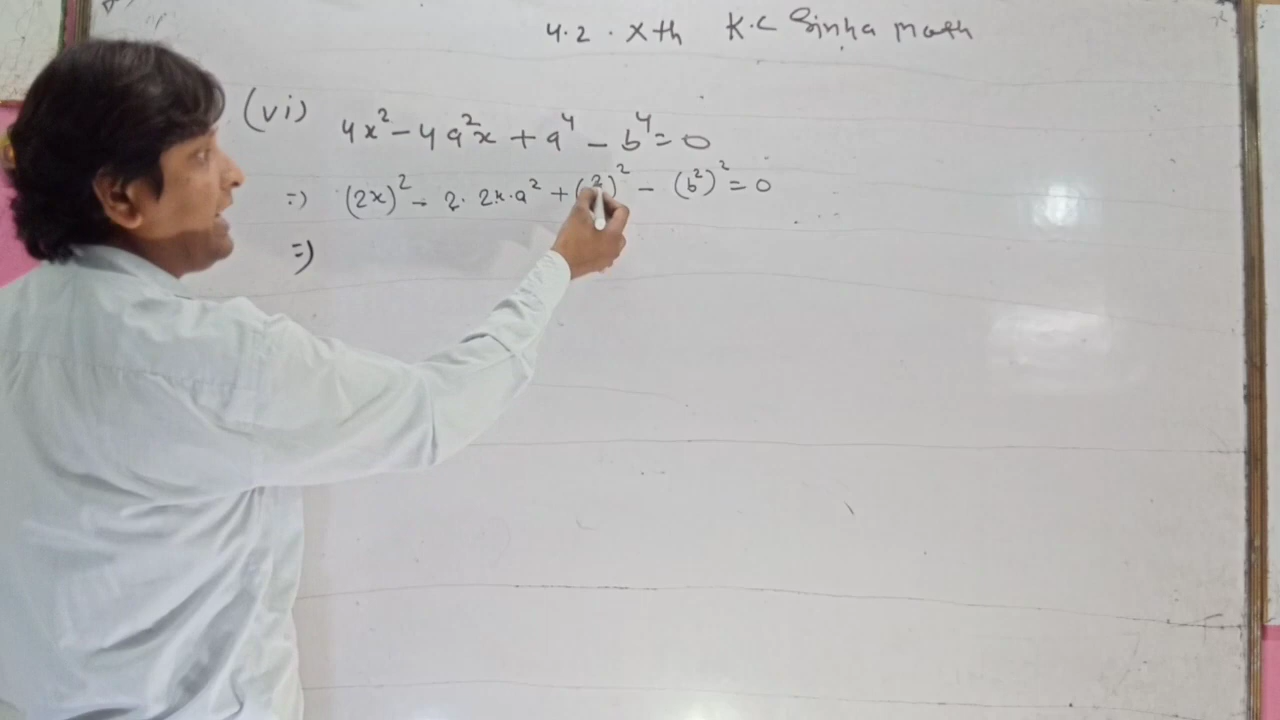 4.2 . Xth K.C Sinha Math
(vi) 4x² - 4a²x + a⁴ - b⁴ = 0
=) (2x)² - 2. 2x.a² + (a²)² - (b²)² = 0
=)